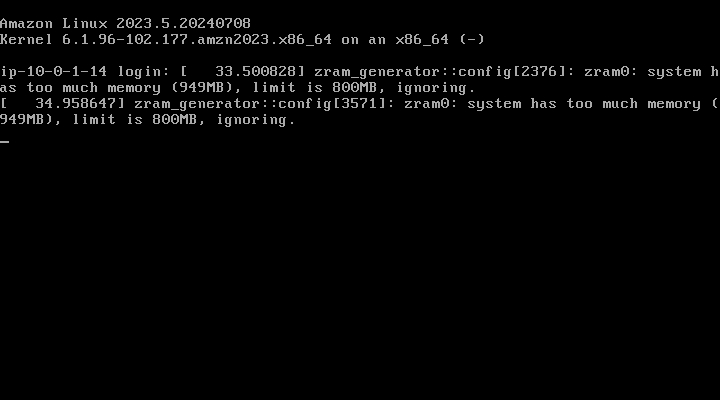 Amazon Linux 2023.5.20240708
Kernel 6.1.96-102.177.amzn2023.x86_64 on an x86_64 (-)
ip-10-0-1-14 login: [   33.500828] zram_generator::config[2376]: zram0: system h
as too much memory (949MB), limit is 800MB, ignoring.
[   34.958647] zram_generator::config[3571]: zram0: system has too much memory (
949MB), limit is 800MB, ignoring.